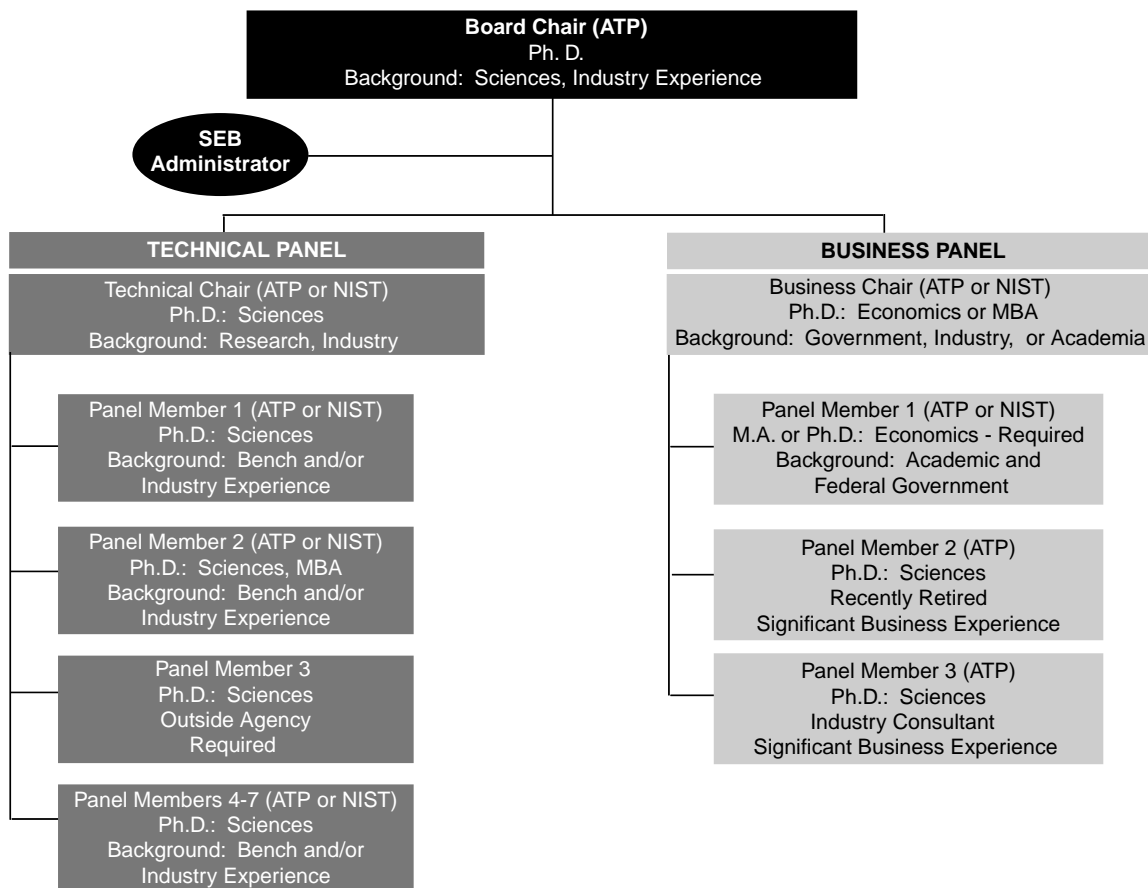 Board Chair (ATP)
Ph. D.
Background: Sciences, Industry Experience
SEB
Administrator
TECHNICAL PANEL
Technical Chair (ATP or NIST)
Ph.D.: Sciences
Background: Research, Industry
Panel Member 1 (ATP or NIST)
Ph.D.: Sciences
Background: Bench and/or
Industry Experience
Panel Member 2 (ATP or NIST)
Ph.D.: Sciences, MBA
Background: Bench and/or
Industry Experience
Panel Member 3
Ph.D.: Sciences
Outside Agency
Required
Panel Members 4-7 (ATP or NIST)
Ph.D.: Sciences
Background: Bench and/or
Industry Experience
BUSINESS PANEL
Business Chair (ATP or NIST)
Ph.D.: Economics or MBA
Background: Government, Industry, or Academia
Panel Member 1 (ATP or NIST)
M.A. or Ph.D.: Economics - Required
Background: Academic and
Federal Government
Panel Member 2 (ATP)
Ph.D.: Sciences
Recently Retired
Significant Business Experience
Panel Member 3 (ATP)
Ph.D.: Sciences
Industry Consultant
Significant Business Experience